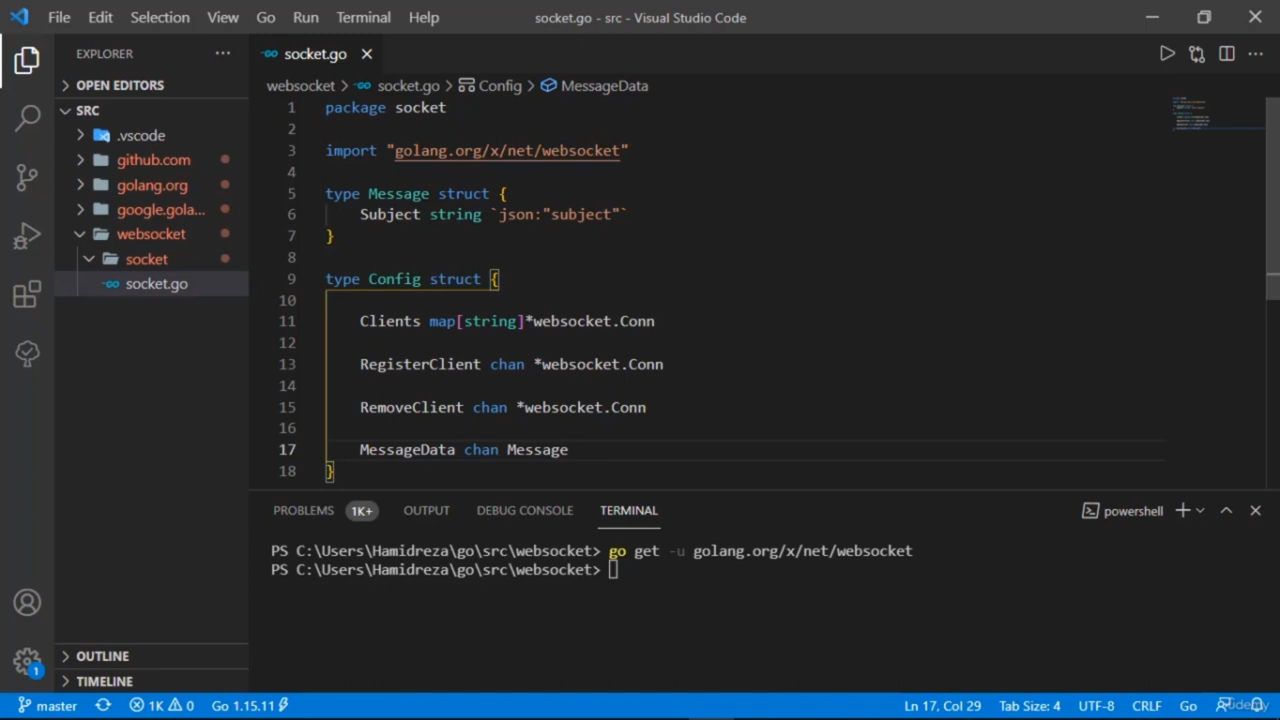 File Edit Selection View Go Run Terminal Help socket.go - src - Visual Studio Code
EXPLORER
OPEN EDITORS
SRC
.vscode
github.com
golang.org
google.gola...
websocket
socket
socket.go
OUTLINE
TIMELINE
socket.go
websocket > socket.go > Config > MessageData
1 package socket
2
3 import "golang.org/x/net/websocket"
4
5 type Message struct {
6 Subject string `json:"subject"`
7 }
8
9 type Config struct {
10
11 Clients map[string]*websocket.Conn
12
13 RegisterClient chan *websocket.Conn
14
15 RemoveClient chan *websocket.Conn
16
17 MessageData chan Message
18 }
PROBLEMS 1K+ OUTPUT DEBUG CONSOLE TERMINAL powershell
PS C:\Users\Hamidreza\go\src\websocket> go get -u golang.org/x/net/websocket
PS C:\Users\Hamidreza\go\src\websocket>
1
master 1K 0 Go 1.15.11 Ln 17, Col 29 Tab Size: 4 UTF-8 CRLF Go
Udemy